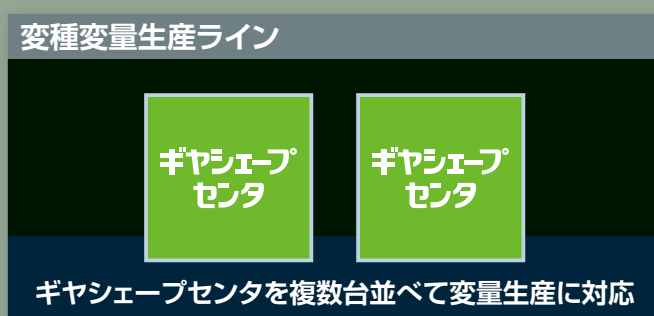 変種変量生産ライン
ギヤシェープ
センタ
ギヤシェープ
センタ
ギヤシェープセンタを複数台並べて変量生産に対応